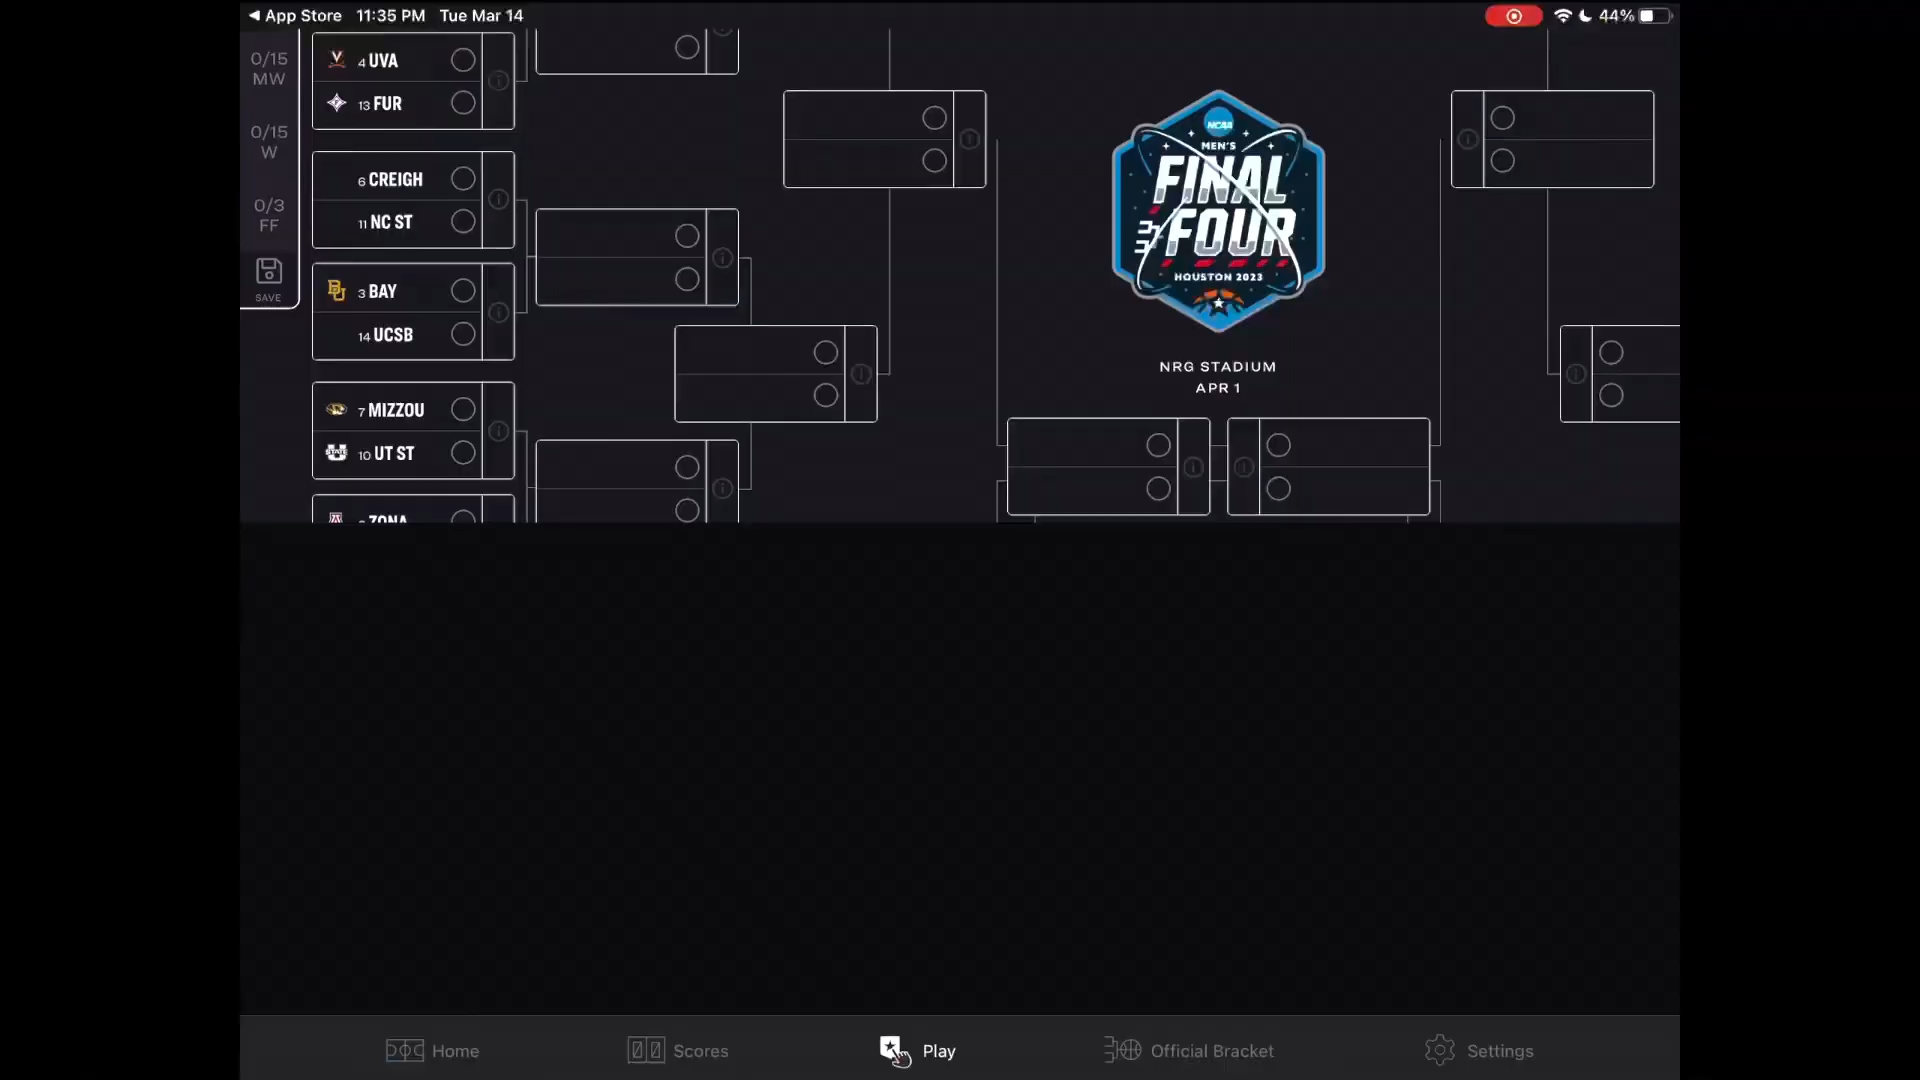 App Store 11:35 PM Tue Mar 14
44%
0/15
MW
0/15
W
0/3
FF
SAVE
4 UVA
13 FUR
6 CREIGH
11 NC ST
3 BAY
14 UCSB
7 MIZZOU
10 UT ST
ZONA
NCAA
MEN'S
FINAL
FOUR
HOUSTON 2023
NRG STADIUM
APR 1
Home
Scores
Play
Official Bracket
Settings